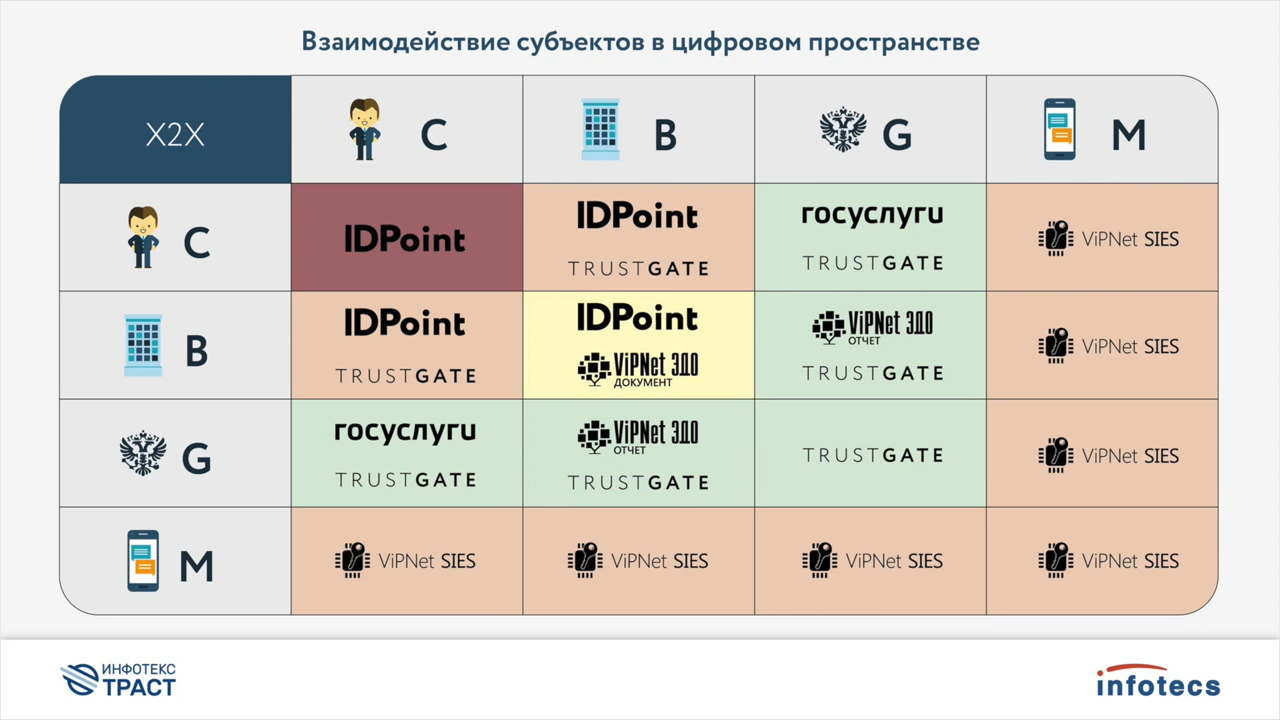 Взаимодействие субъектов в цифровом пространстве
X2X
C
B
G
M
C
IDPoint
IDPoint
TRUSTGATE
госуслуги
TRUSTGATE
ViPNet SIES
B
IDPoint
TRUSTGATE
IDPoint
ViPNet ЭДО
ДОКУМЕНТ
ViPNet ЭДО
ОТЧЕТ
TRUSTGATE
ViPNet SIES
G
госуслуги
TRUSTGATE
ViPNet ЭДО
ОТЧЕТ
TRUSTGATE
TRUSTGATE
ViPNet SIES
M
ViPNet SIES
ViPNet SIES
ViPNet SIES
ViPNet SIES
ИНФОТЕКС
ТРАСТ
infotecs